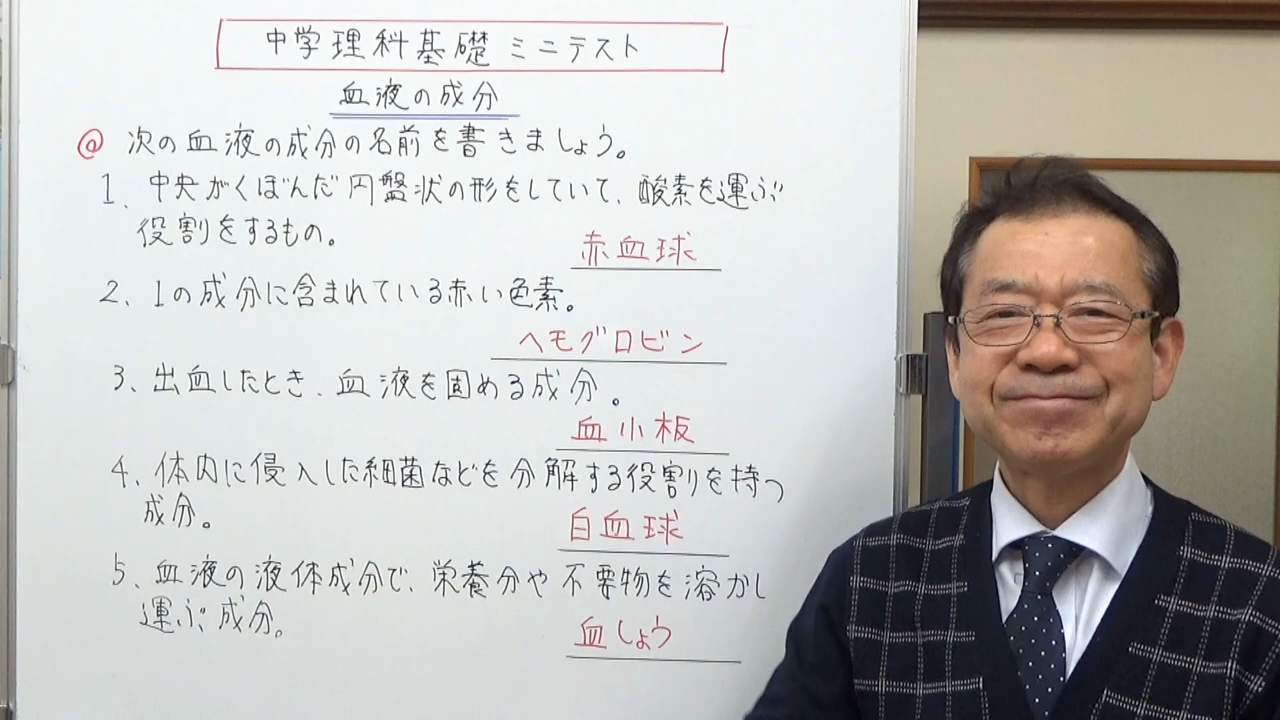 中学理科基礎ミニテスト
血液の成分
@ 次の血液の成分の名前を書きましょう。
1、中央がくぼんだ円盤状の形をしていて、酸素を運ぶ
役割をするもの。
赤血球
2、1の成分に含まれている赤い色素。
ヘモグロビン
3、出血したとき、血液を固める成分。
血小板
4、体内に侵入した細菌などを分解する役割を持つ
成分。
白血球
5、血液の液体成分で、栄養分や不要物を溶かし
運ぶ成分。
血しょう